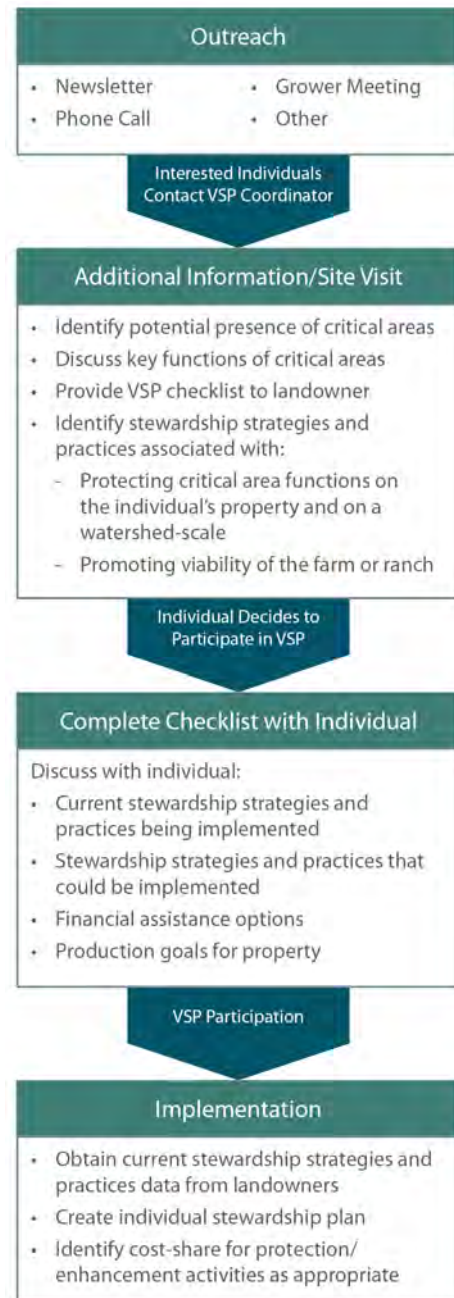 Outreach
• Newsletter
• Phone Call
• Grower Meeting
• Other
Interested Individuals
Contact VSP Coordinator
Additional Information/Site Visit
• Identify potential presence of critical areas
• Discuss key functions of critical areas
• Provide VSP checklist to landowner
• Identify stewardship strategies and
practices associated with:
- Protecting critical area functions on
the individual's property and on a
watershed-scale
- Promoting viability of the farm or ranch
Individual Decides to
Participate in VSP
Complete Checklist with Individual
Discuss with individual:
• Current stewardship strategies and
practices being implemented
• Stewardship strategies and practices that
could be implemented
• Financial assistance options
• Production goals for property
VSP Participation
Implementation
• Obtain current stewardship strategies and
practices data from landowners
• Create individual stewardship plan
• Identify cost-share for protection/
enhancement activities as appropriate